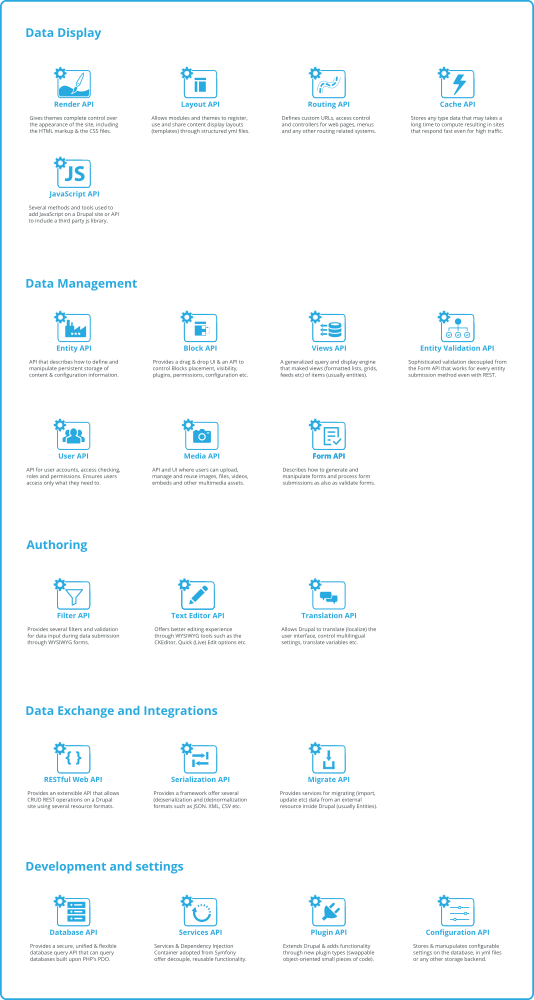 Data Display
Render API
Gives themes complete control over
the appearance of the site, including
the HTML markup & the CSS files.
Layout API
Allows modules and themes to register,
use and share content display layouts
(templates) through structured yml files.
Routing API
Defines custom URLs, access control
and controllers for web pages, menus
and any other routing related systems.
Cache API
Stores any type data that may takes a
long time to compute resulting in sites
that respond fast even for high traffic.
JS
JavaScript API
Several methods and tools used to
add JavaScript on a Drupal site or API
to include a third party js library.
Data Management
Entity API
API that describes how to define and
manipulate persistent storage of
content & configuration information.
Block API
Provides a drag & drop UI & an API to
control Blocks placement, visibility,
plugins, permissions, configuration etc.
Views API
A generalized query and display engine
that maked views (formatted lists, grids,
feeds etc) of items (usually entities).
Entity Validation API
Sophisticated validation decoupled from
the Form API that works for every entity
submission method even with REST.
User API
API for user accounts, access checking,
roles and permissions. Ensures users
access only what they need to.
Media API
API and UI where users can upload,
manage and reuse images, files, videos,
embeds and other multimedia assets.
Form API
Describes how to generate and
manipulate forms and process form
submissions as also as validate forms.
Authoring
Filter API
Provides several filters and validation
for data input during data submission
through WYSIWYG forms.
Text Editor API
Offers better editing experience
through WYSIWYG tools such as the
CKEditor, Quick (Live) Edit options etc.
Translation API
Allows Drupal to translate (localize) the
user interface, control multilingual
settings, translate variables etc.
Data Exchange and Integrations
{ }
RESTful Web API
Provides an extensible API that allows
CRUD REST operations on a Drupal
site using several resource formats.
Serialization API
Provides a framework offer several
(de)serialization and (de)normalization
formats such as JSON. XML, CSV etc.
Migrate API
Provides services for migrating (import,
update etc) data from an external
resource inside Drupal (usually Entities).
Development and settings
Database API
Provides a secure, unified & flexible
database query API that can query
databases built upon PHP's PDO.
Services API
Services & Dependency Injection
Container adopted from Symfony
offer découple, reusable functionality.
Plugin API
Extends Drupal & adds functionality
through new plugin types (swappable
object-oriented small pieces of code).
Configuration API
Stores & manupulates configurable
settings on the database, in yml files
or any other storage backend.